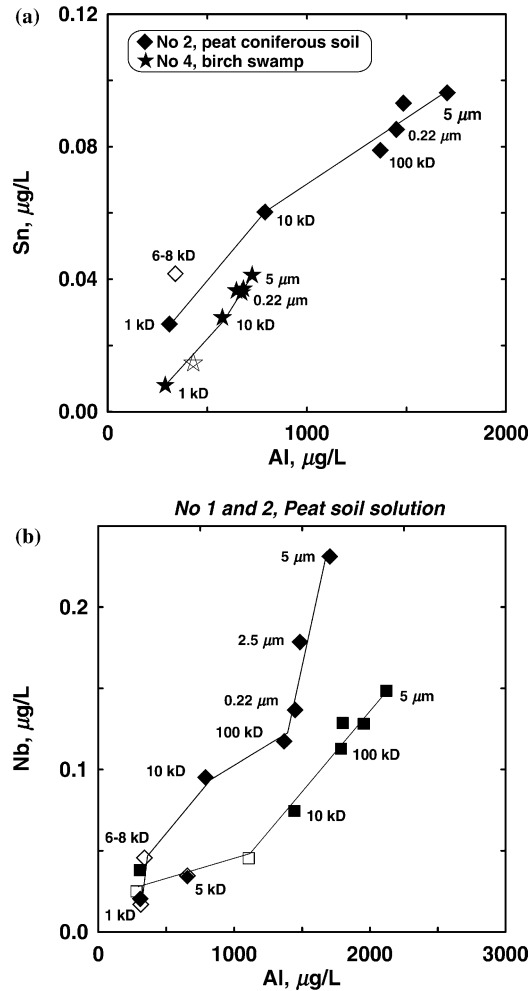 (a)
0.12
No 2, peat coniferous soil
No 4, birch swamp
5 μm
0.22 μm
100 kD
0.08
Sn, μg/L
10 kD
6-8 kD
0.04
5 μm
0.22 μm
1 kD
10 kD
1 kD
0.00
0 1000 2000
Al, μg/L
No 1 and 2, Peat soil solution
(b)
5 μm
0.2
2.5 μm
0.22 μm
5 μm
100 kD
100 kD
Nb, μg/L
10 kD
0.1
10 kD
6-8 kD
5 kD
1 kD
0.0
0 1000 2000 3000
Al, μg/L